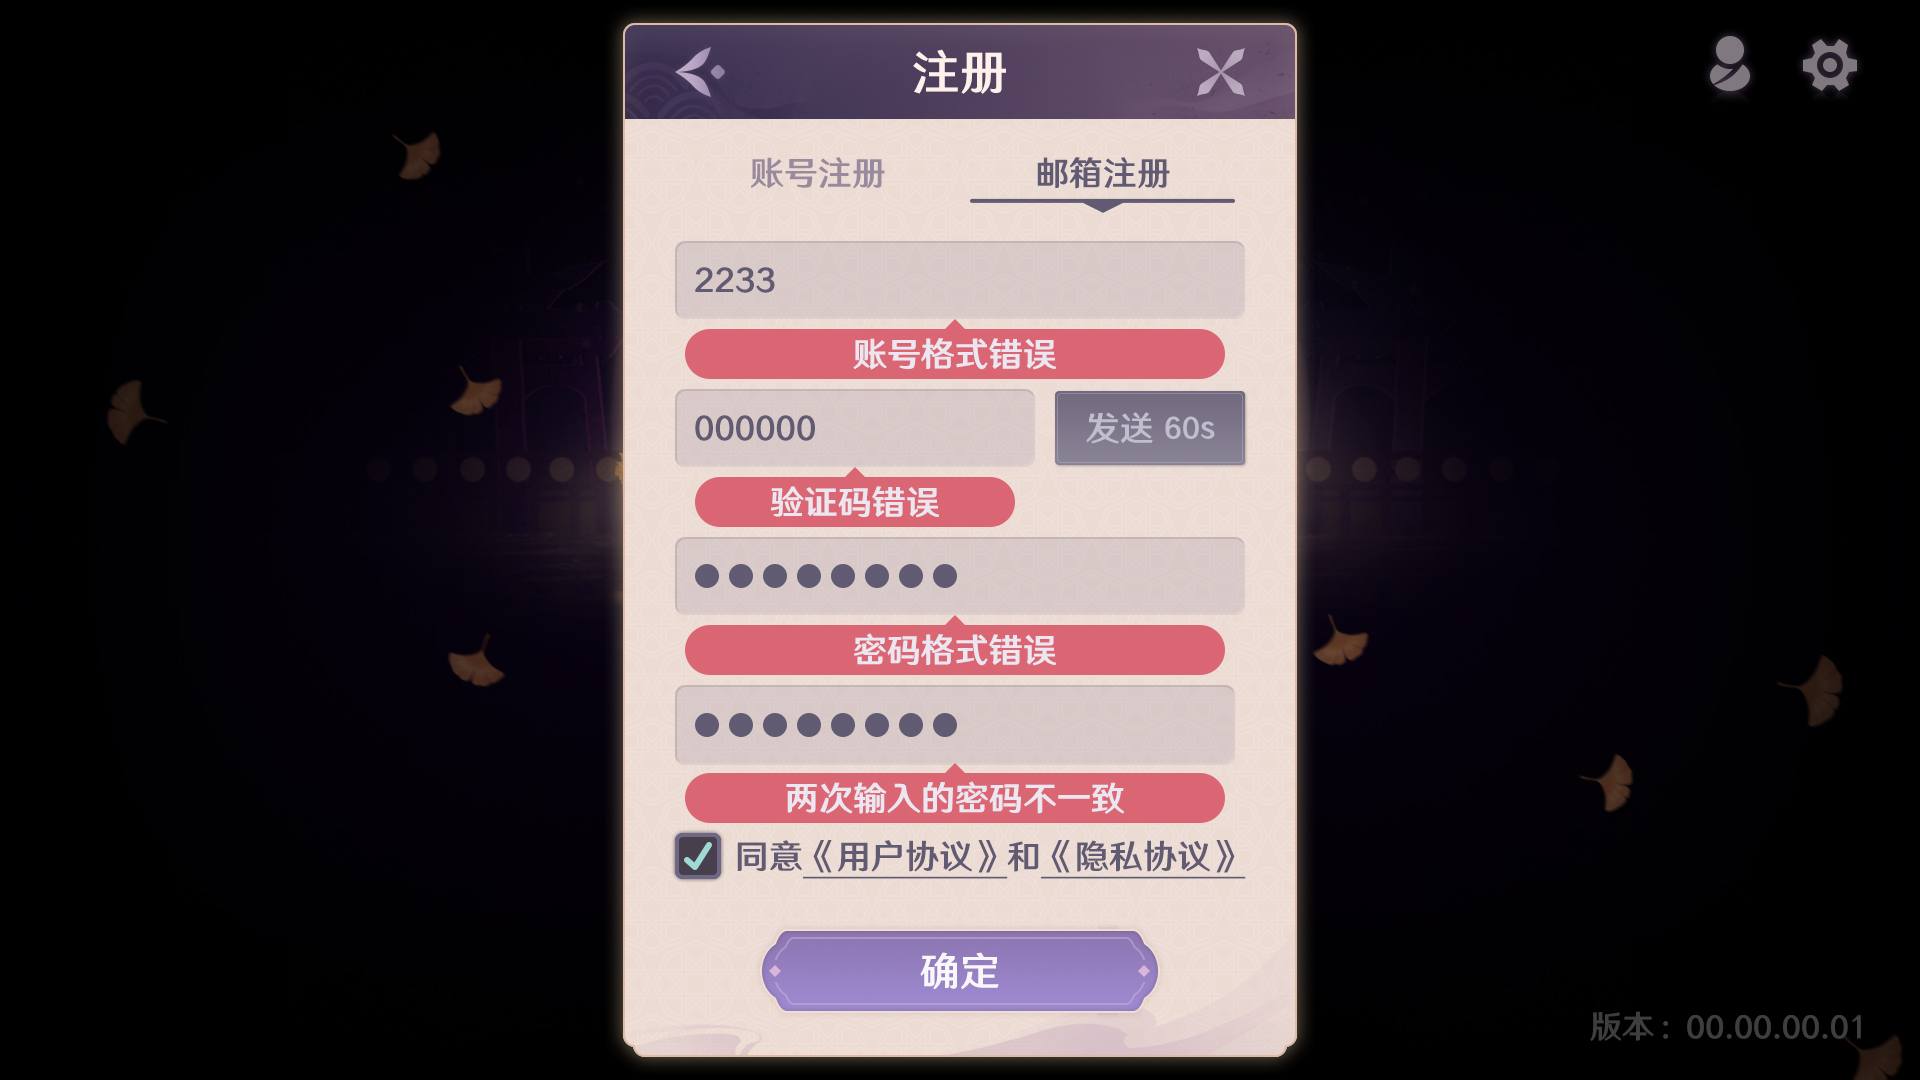 注册
账号注册
邮箱注册
2233
账号格式错误
000000
发送 60s
验证码错误
●●●●●●●●
密码格式错误
●●●●●●●●
两次输入的密码不一致
同意《用户协议》和《隐私协议》
确定
版本：00.00.00.01